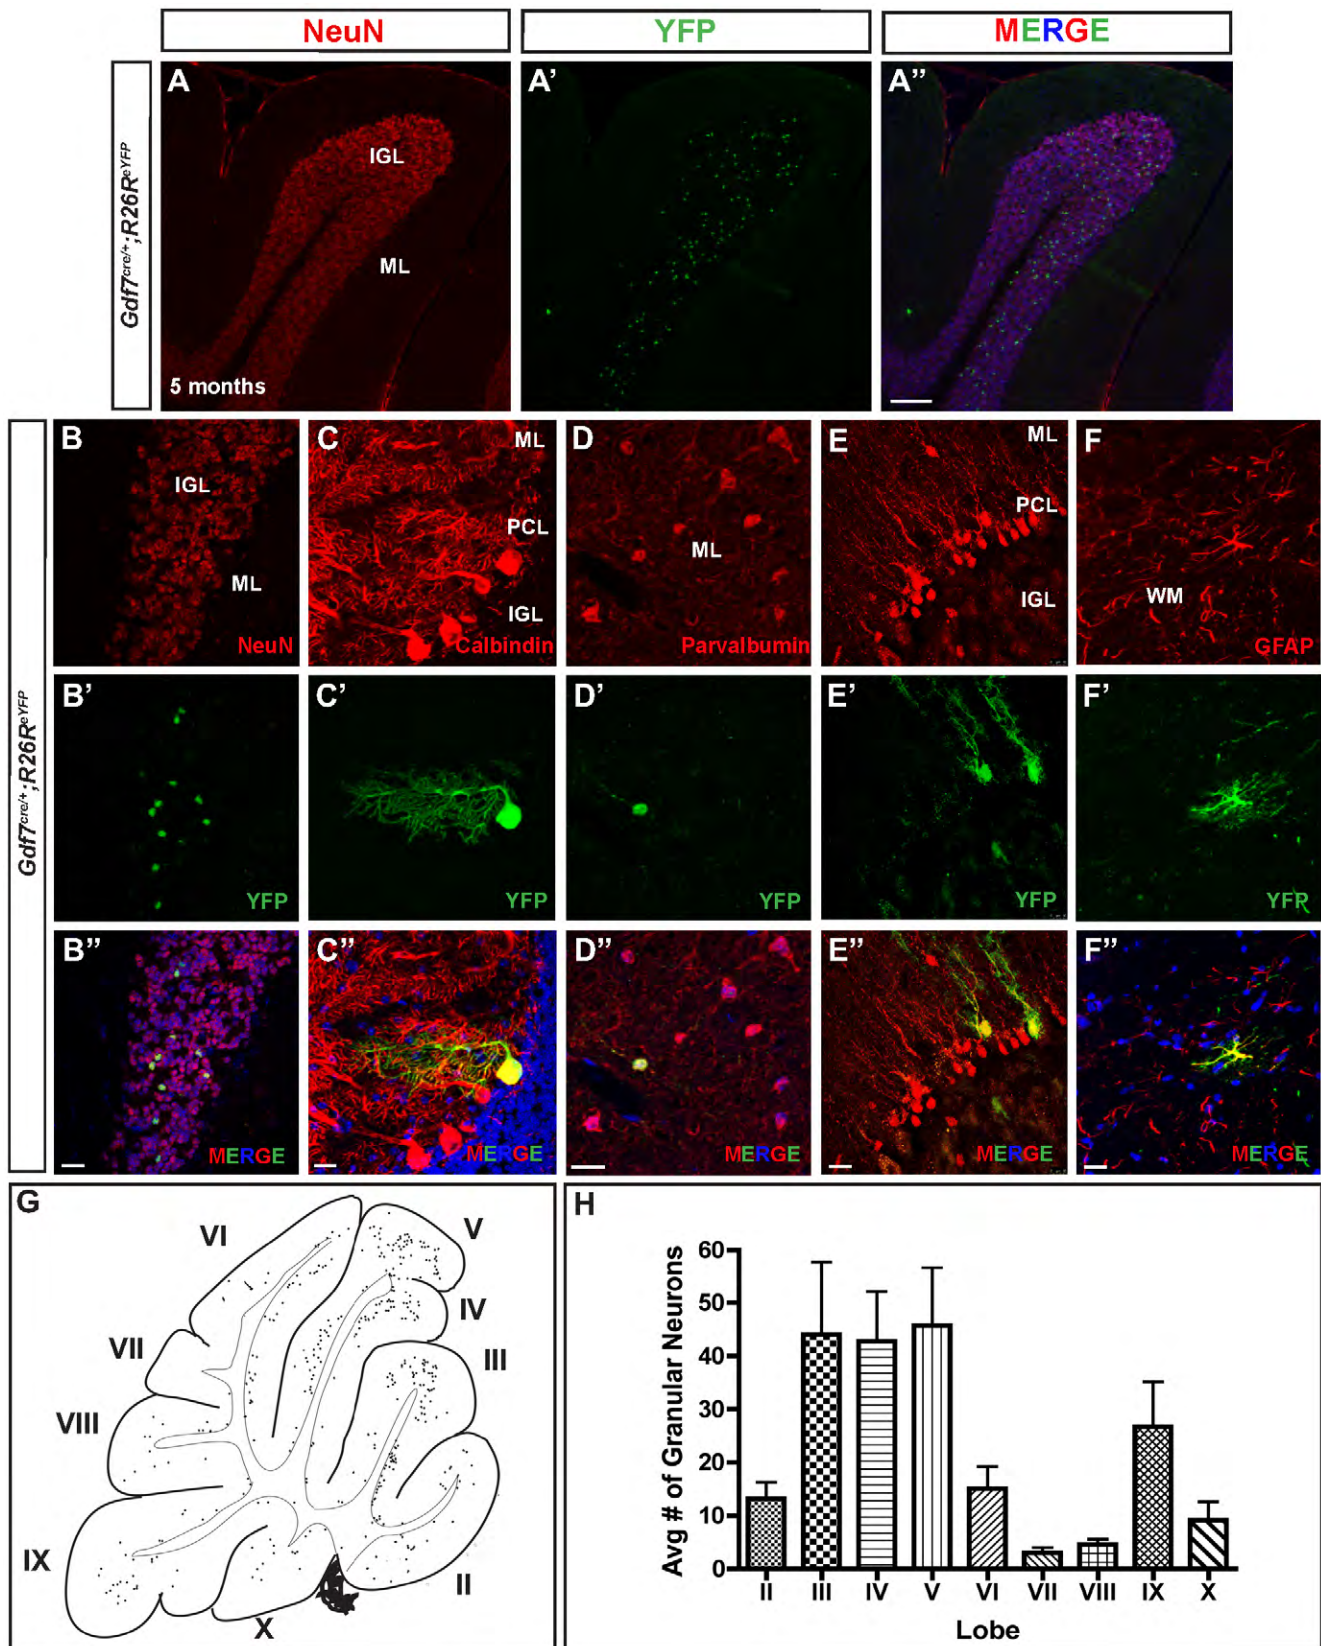 NeuN YFP MERGE
Gdf7cre/+;R26ReYFP
A A’ A”
IGL
ML
5 months
Gdf7cre/+;R26ReYFP
B C D E F
IGL ML ML
PCL PCL
ML ML
IGL IGL WM
NeuN Calbindin Parvalbumin GFAP
B’ C’ D’ E’ F’
YFP YFP YFP YFP YFP
B” C” D” E” F”
MERGE MERGE MERGE MERGE MERGE
G
VI
V
IV
VII
III
VIII
IX
II
X
H
Avg # of Granular Neurons
60
50
40
30
20
10
0
II III IV V VI VII VIII IX X
Lobe